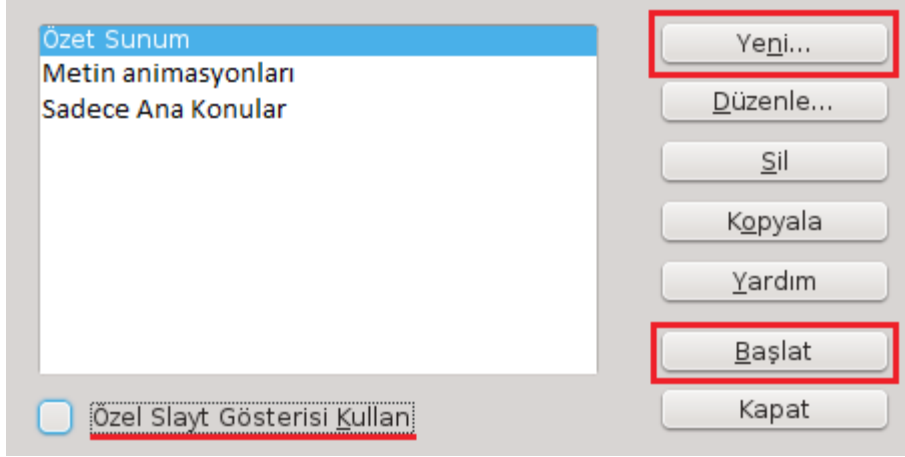 Özet Sunum
Metin animasyonları
Sadece Ana Konular
Yeni...
Düzenle...
Sil
Kopyala
Yardım
Başlat
Kapat
Özel Slayt Gösterisi Kullan